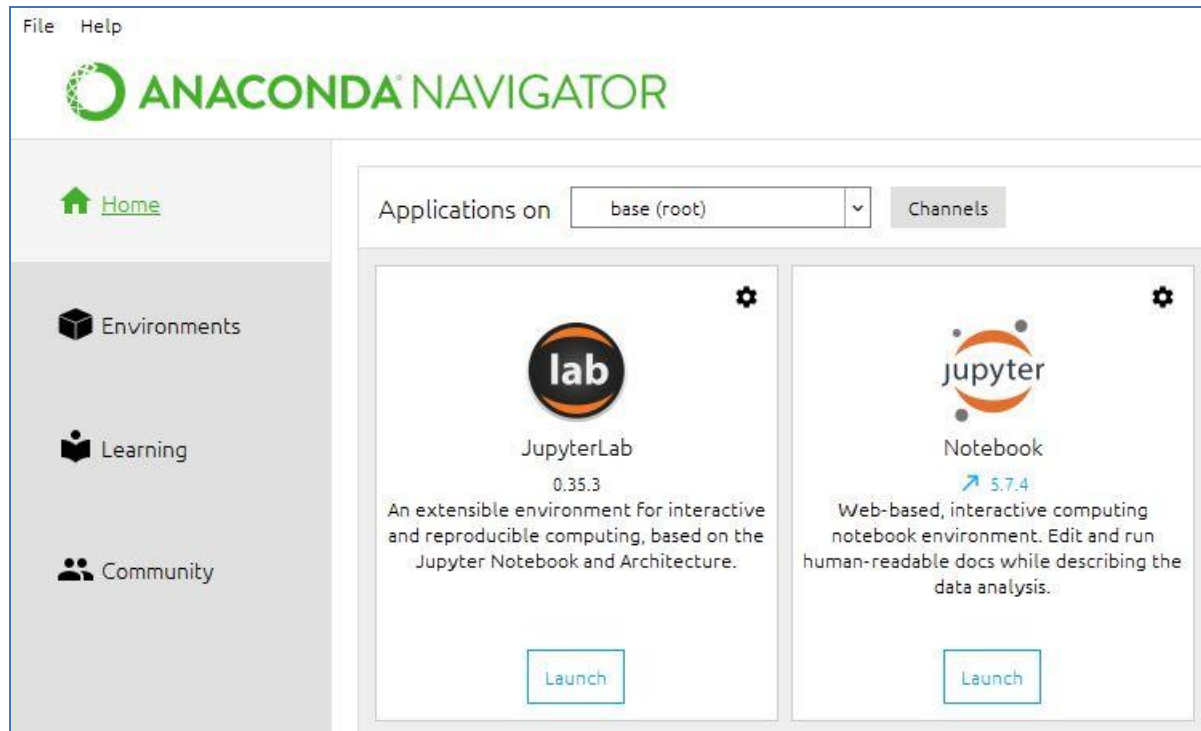 File Help
ANACONDA NAVIGATOR
Home
Environments
Learning
Community
Applications on base (root) Channels
lab
JupyterLab
0.35.3
An extensible environment for interactive
and reproducible computing, based on the
Jupyter Notebook and Architecture.
Launch
jupyter
Notebook
5.7.4
Web-based, interactive computing
notebook environment. Edit and run
human-readable docs while describing the
data analysis.
Launch